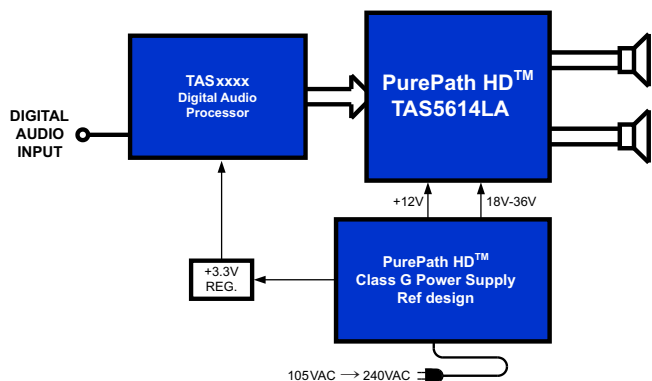 DIGITAL
AUDIO
INPUT
TASxxxx
Digital Audio
Processor
PurePath HD™
TAS5614LA
+12V
18V-36V
+3.3V
REG.
PurePath HD™
Class G Power Supply
Ref design
105VAC → 240VAC